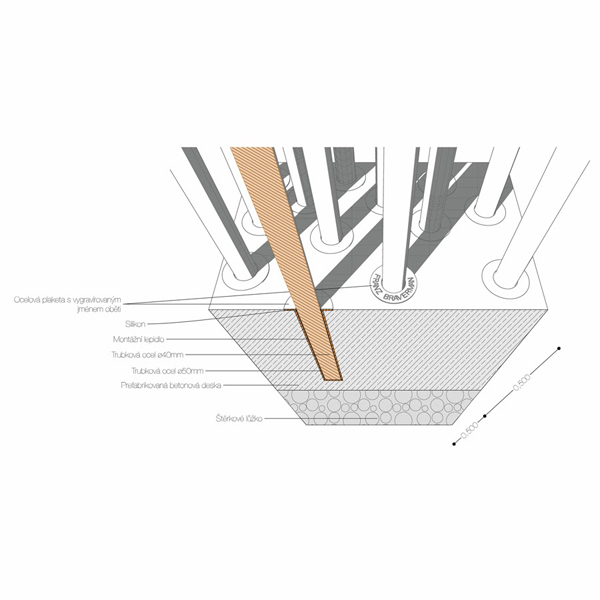 FRANZ BRAVERMAN
Ocelová plaketa s vygravírovaným
jménem oběti
Silikon
Montážní lepidlo
Trubková ocel ø40mm
Trubková ocel ø50mm
Prefabrikovaná betonová deska
Štěrkové lůžko
0,500
0,500